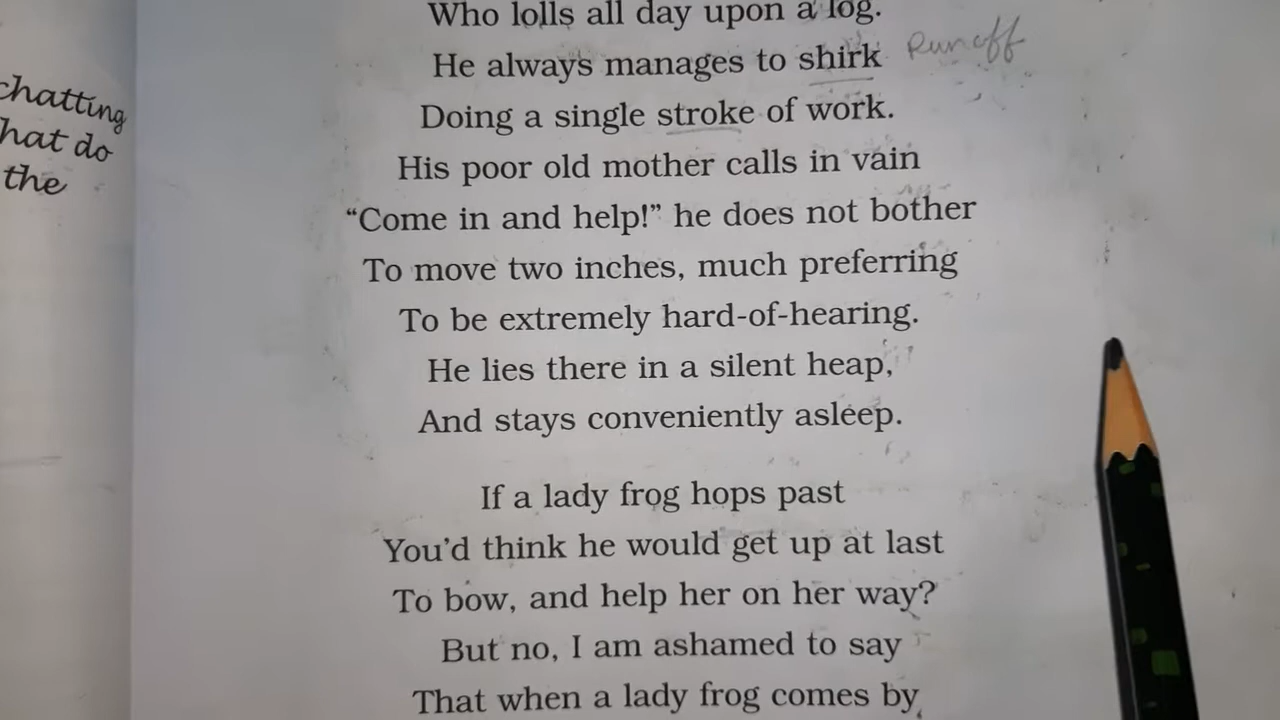 Who lolls all day upon a log.
He always manages to shirk Run off
Doing a single stroke of work.
His poor old mother calls in vain
“Come in and help!” he does not bother
To move two inches, much preferring
To be extremely hard-of-hearing.
He lies there in a silent heap,
And stays conveniently asleep.
If a lady frog hops past
You’d think he would get up at last
To bow, and help her on her way?
But no, I am ashamed to say
That when a lady frog comes by
chatting
hat do
the